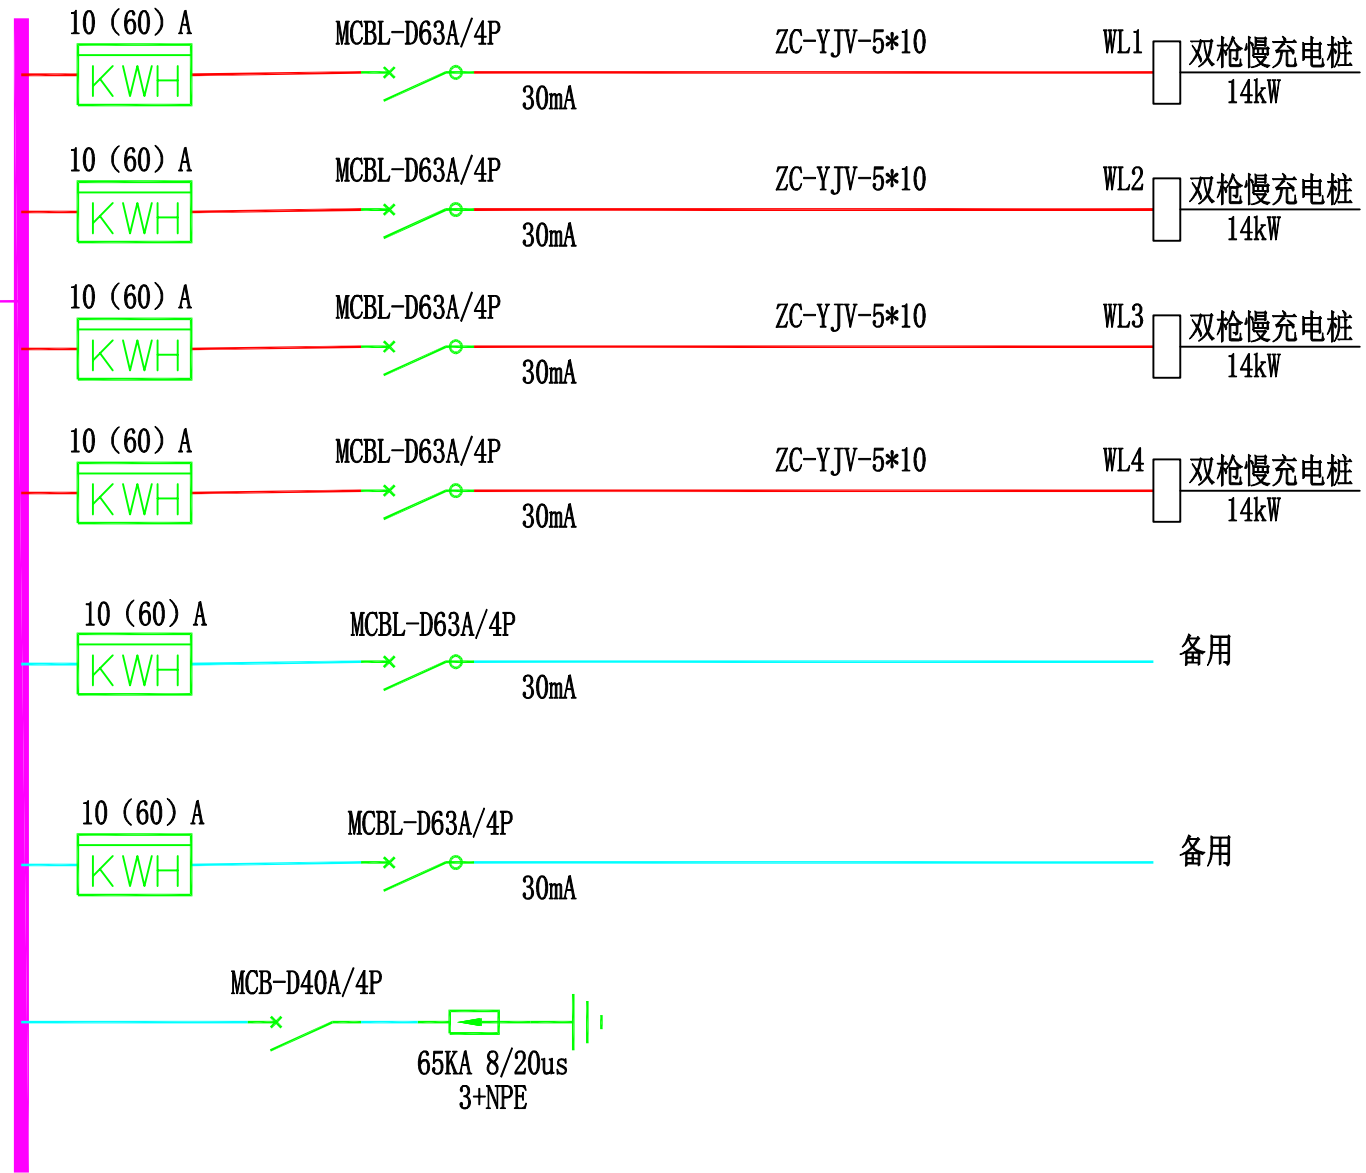 10（60）A
MCBL-D63A/4P
ZC-YJV-5*10
WL1
双枪慢充电桩
KWH
30mA
14kW
10（60）A
MCBL-D63A/4P
ZC-YJV-5*10
WL2
双枪慢充电桩
KWH
30mA
14kW
10（60）A
MCBL-D63A/4P
ZC-YJV-5*10
WL3
双枪慢充电桩
KWH
30mA
14kW
10（60）A
MCBL-D63A/4P
ZC-YJV-5*10
WL4
双枪慢充电桩
KWH
30mA
14kW
10（60）A
MCBL-D63A/4P
备用
KWH
30mA
10（60）A
MCBL-D63A/4P
备用
KWH
30mA
MCB-D40A/4P
65KA 8/20us
3+NPE